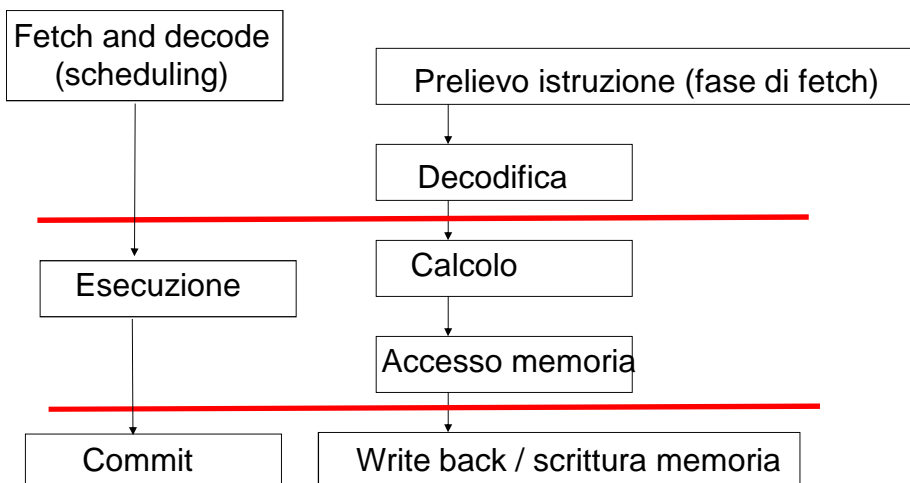 Fetch and decode
(scheduling)
Prelievo istruzione (fase di fetch)
Decodifica
Esecuzione
Calcolo
Accesso memoria
Commit
Write back / scrittura memoria